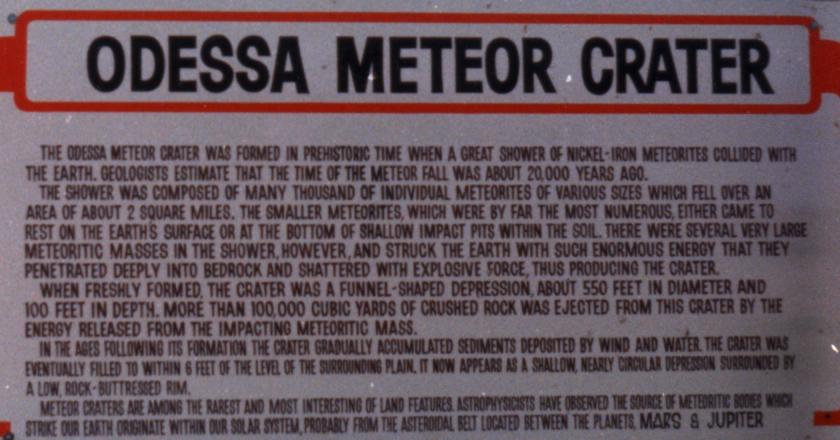 ODESSA METEOR CRATER
THE ODESSA METEOR CRATER WAS FORMED IN PREHISTORIC TIME WHEN A GREAT SHOWER OF NICKEL-IRON METEORITES COLLIDED WITH
THE EARTH. GEOLOGISTS ESTIMATE THAT THE TIME OF THE METEOR FALL WAS ABOUT 20,000 YEARS AGO.
THE SHOWER WAS COMPOSED OF MANY THOUSAND OF INDIVIDUAL METEORITES OF VARIOUS SIZES WHICH FELL OVER AN
AREA OF ABOUT 2 SQUARE MILES. THE SMALLER METEORITES, WHICH WERE BY FAR THE MOST NUMEROUS, EITHER CAME TO
REST ON THE EARTH'S SURFACE OR AT THE BOTTOM OF SHALLOW IMPACT PITS WITHIN THE SOIL. THERE WERE SEVERAL VERY LARGE
METEORITIC MASSES IN THE SHOWER, HOWEVER, AND STRUCK THE EARTH WITH SUCH ENORMOUS ENERGY THAT THEY
PENETRATED DEEPLY INTO BEDROCK AND SHATTERED WITH EXPLOSIVE FORCE, THUS PRODUCING THE CRATER.
WHEN FRESHLY FORMED, THE CRATER WAS A FUNNEL-SHAPED DEPRESSION, ABOUT 550 FEET IN DIAMETER AND
100 FEET IN DEPTH. MORE THAN 100,000 CUBIC YARDS OF CRUSHED ROCK WAS EJECTED FROM THIS CRATER BY THE
ENERGY RELEASED FROM THE IMPACTING METEORITIC MASS.
IN THE AGES FOLLOWING ITS FORMATION THE CRATER GRADUALLY ACCUMULATED SEDIMENTS DEPOSITED BY WIND AND WATER. THE CRATER WAS
EVENTUALLY FILLED TO WITHIN 6 FEET OF THE LEVEL OF THE SURROUNDING PLAIN. IT NOW APPEARS AS A SHALLOW, NEARLY CIRCULAR DEPRESSION SURROUNDED BY
A LOW, ROCK-BUTTRESSED RIM.
METEOR CRATERS ARE AMONG THE RAREST AND MOST INTERESTING OF LAND FEATURES. ASTROPHYSICISTS HAVE OBSERVED THE SOURCE OF METEORITIC BODIES WHICH
STRIKE OUR EARTH ORIGINATE WITHIN OUR SOLAR SYSTEM, PROBABLY FROM THE ASTEROIDAL BELT LOCATED BETWEEN THE PLANETS, MARS & JUPITER